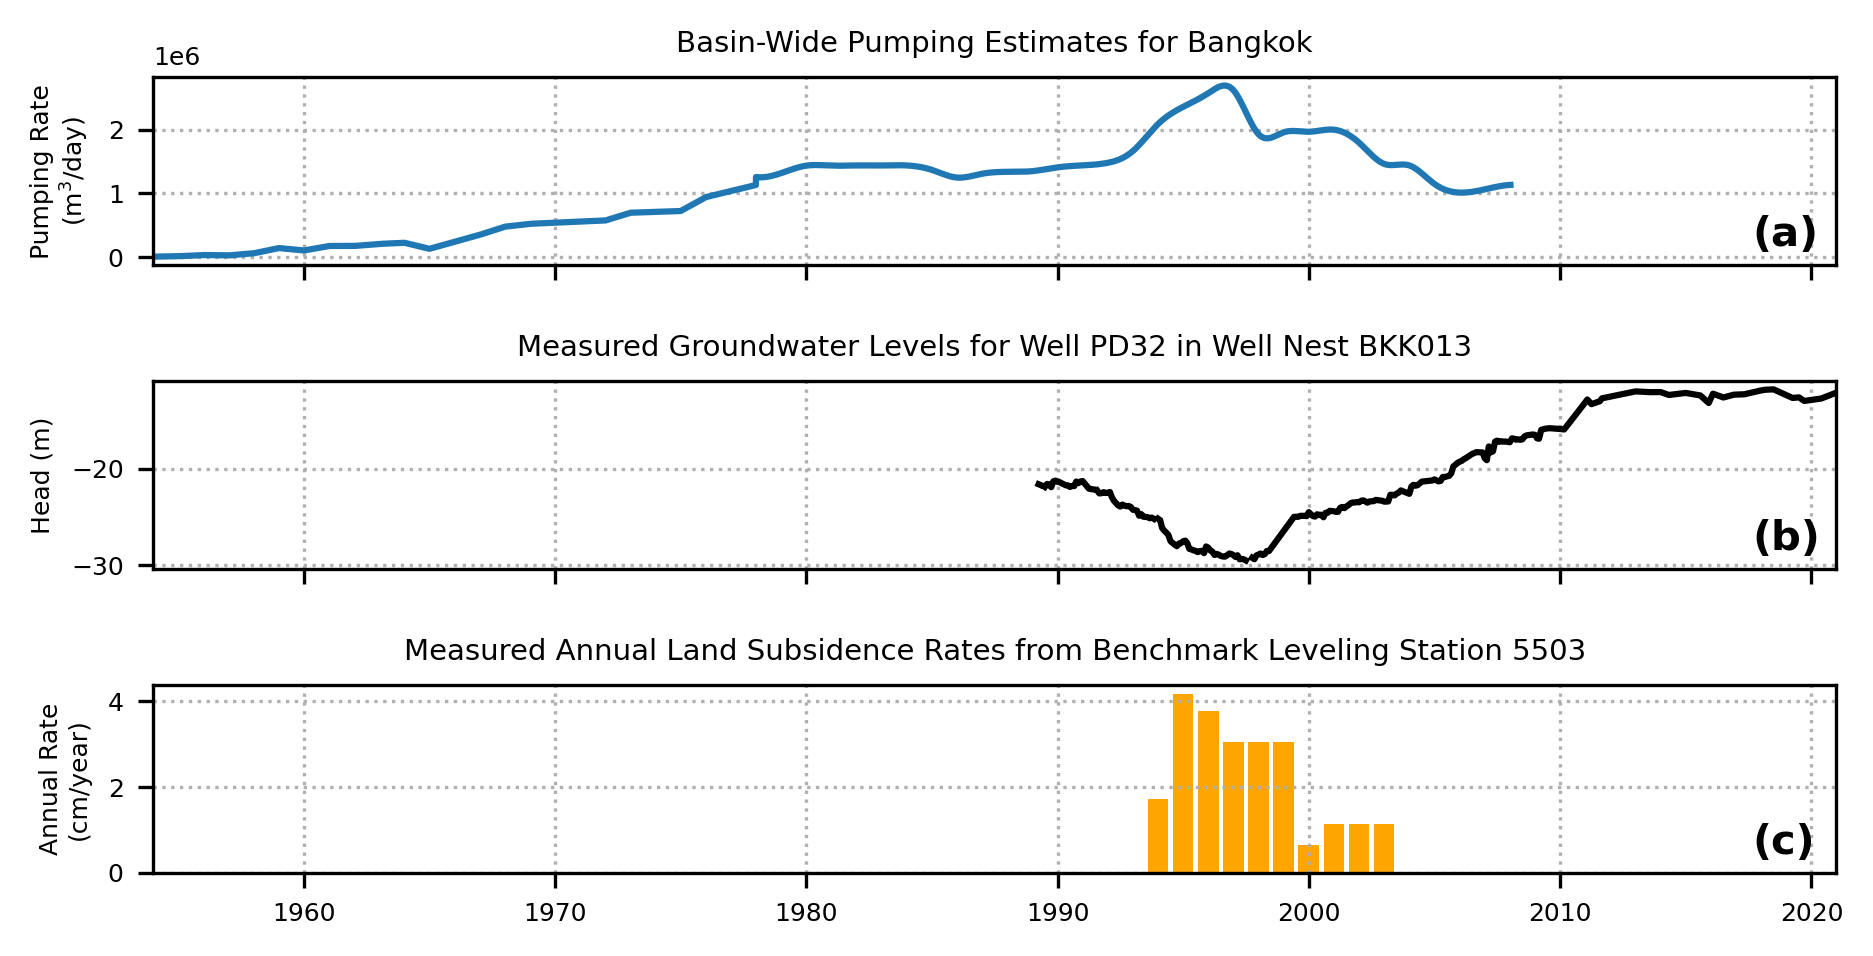 Basin-Wide Pumping Estimates for Bangkok
1e6
Pumping Rate
(m³/day)
2
1
0
(a)
Measured Groundwater Levels for Well PD32 in Well Nest BKK013
Head (m)
−20
−30
(b)
Measured Annual Land Subsidence Rates from Benchmark Leveling Station 5503
Annual Rate
(cm/year)
4
2
0
(c)
1960 1970 1980 1990 2000 2010 2020